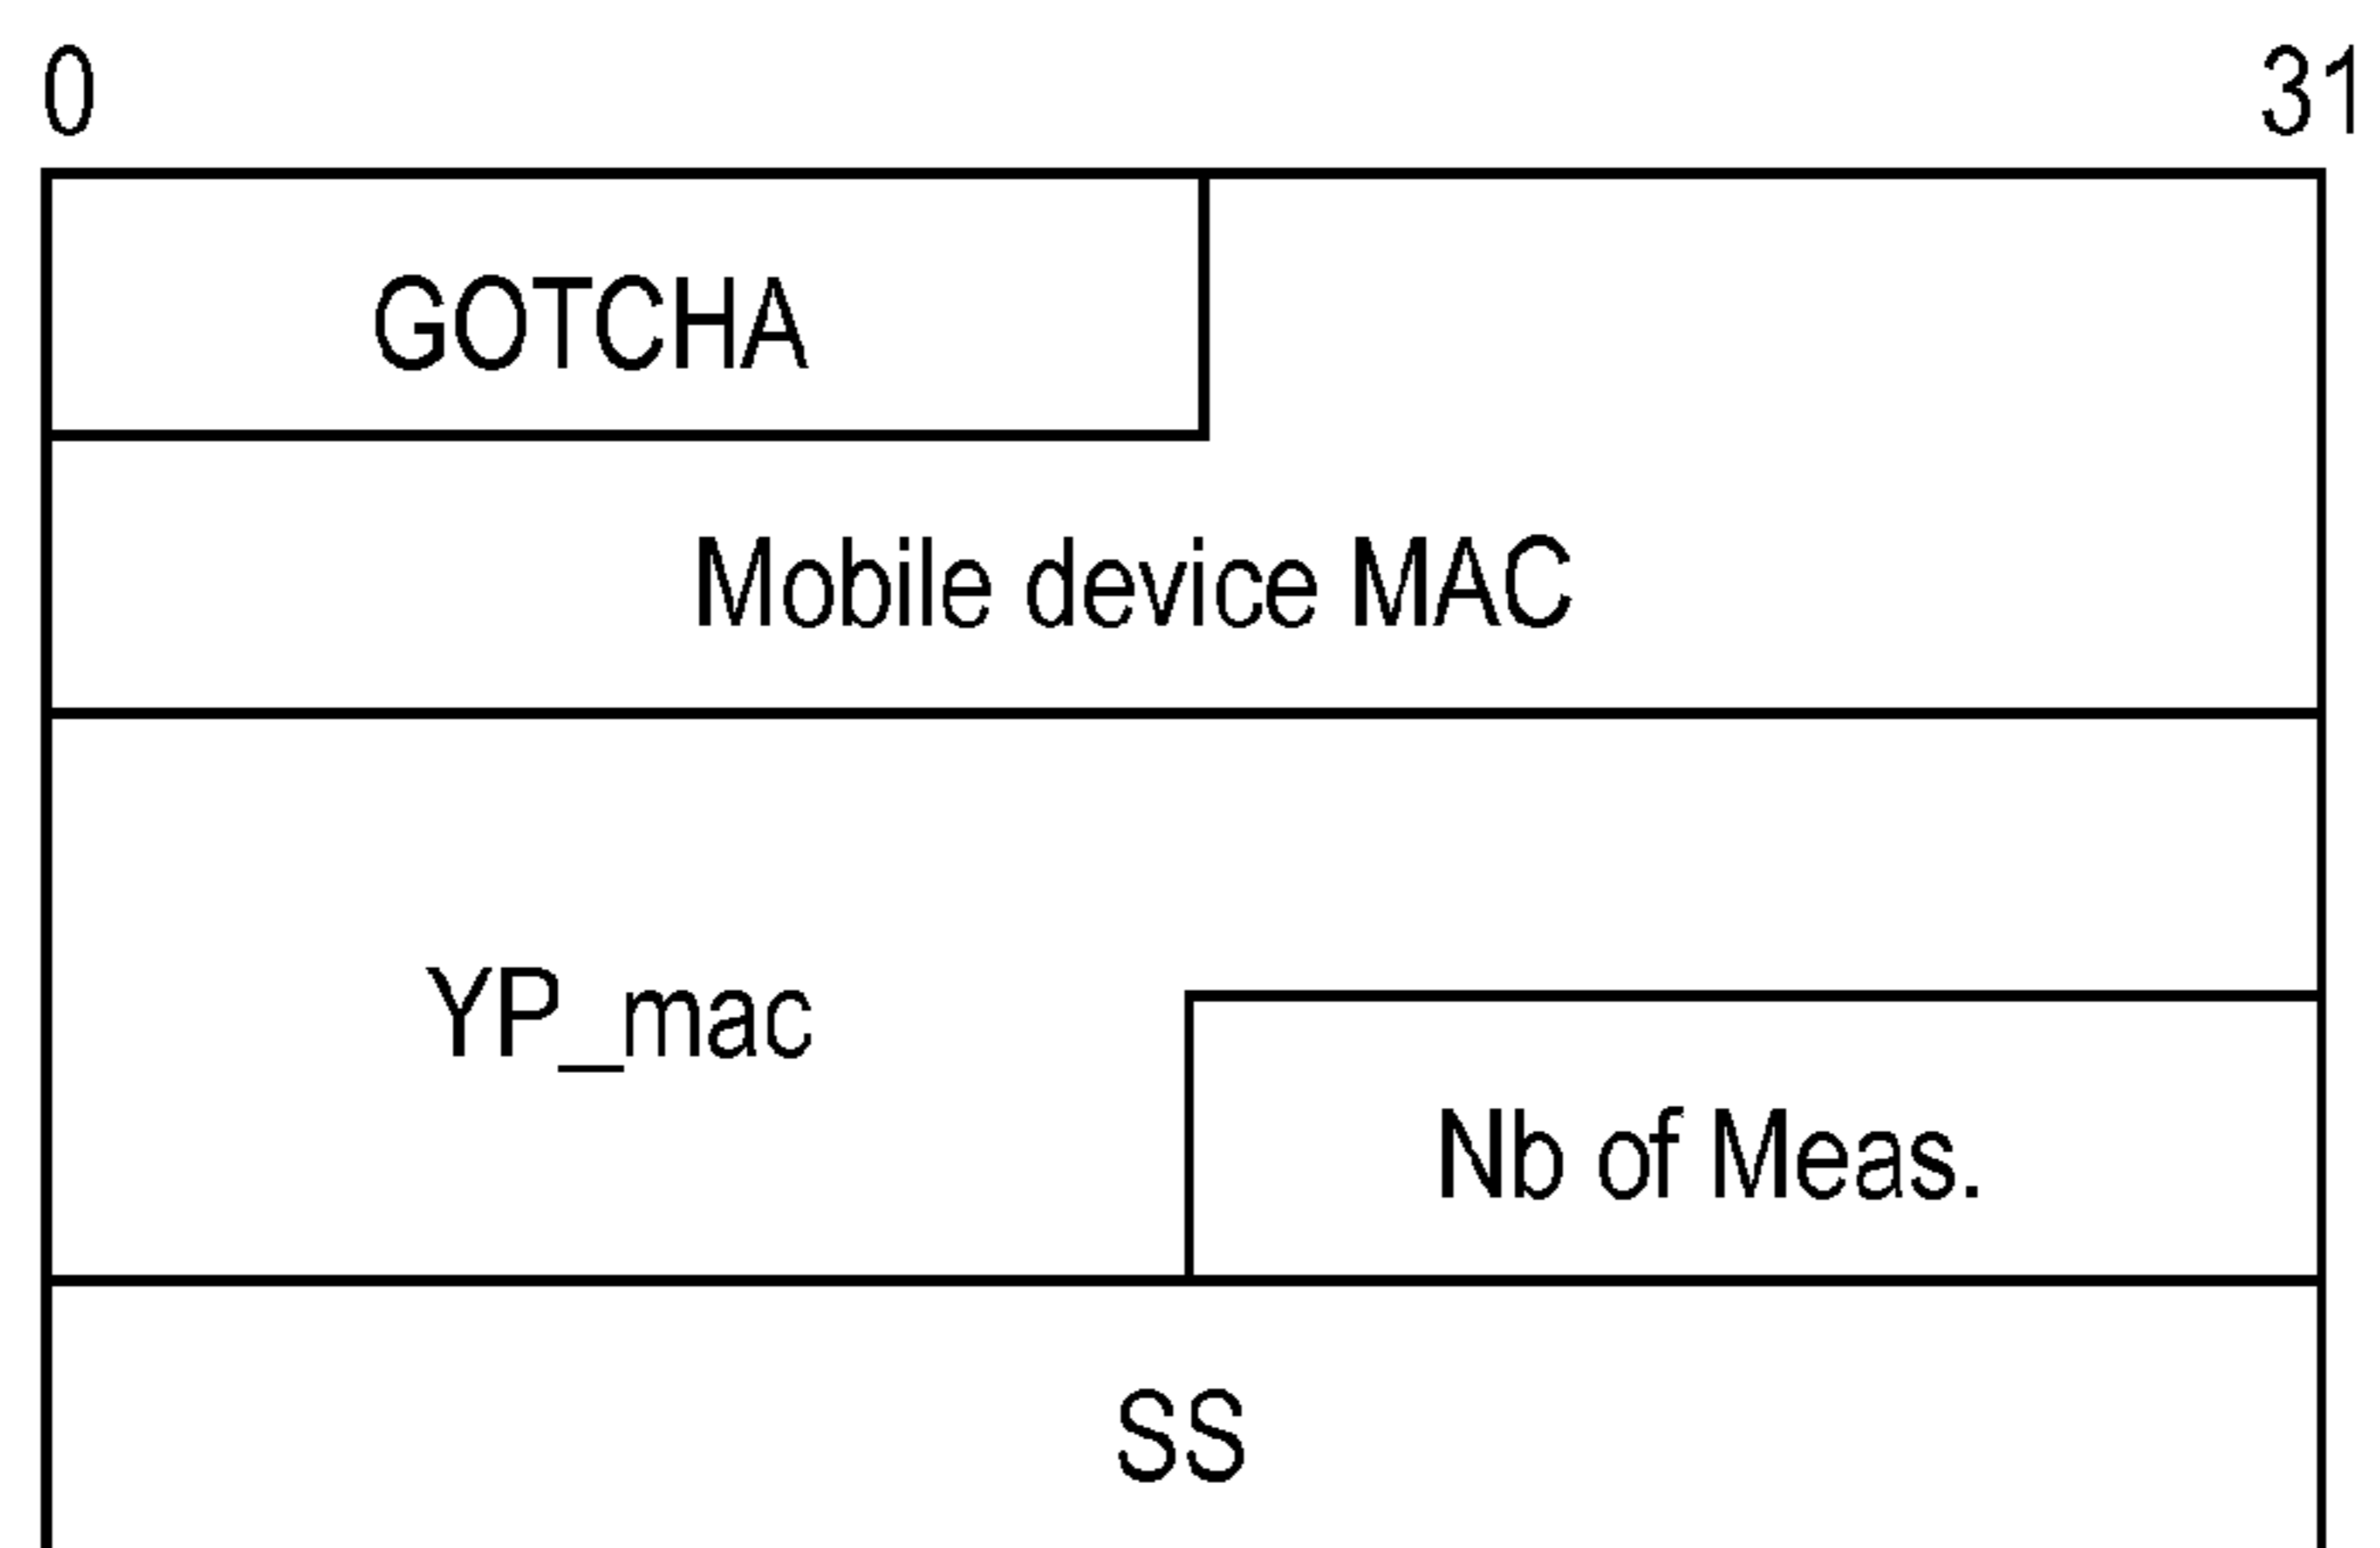 0 31
GOTCHA
Mobile device MAC
YP_mac
Nb of Meas.
SS